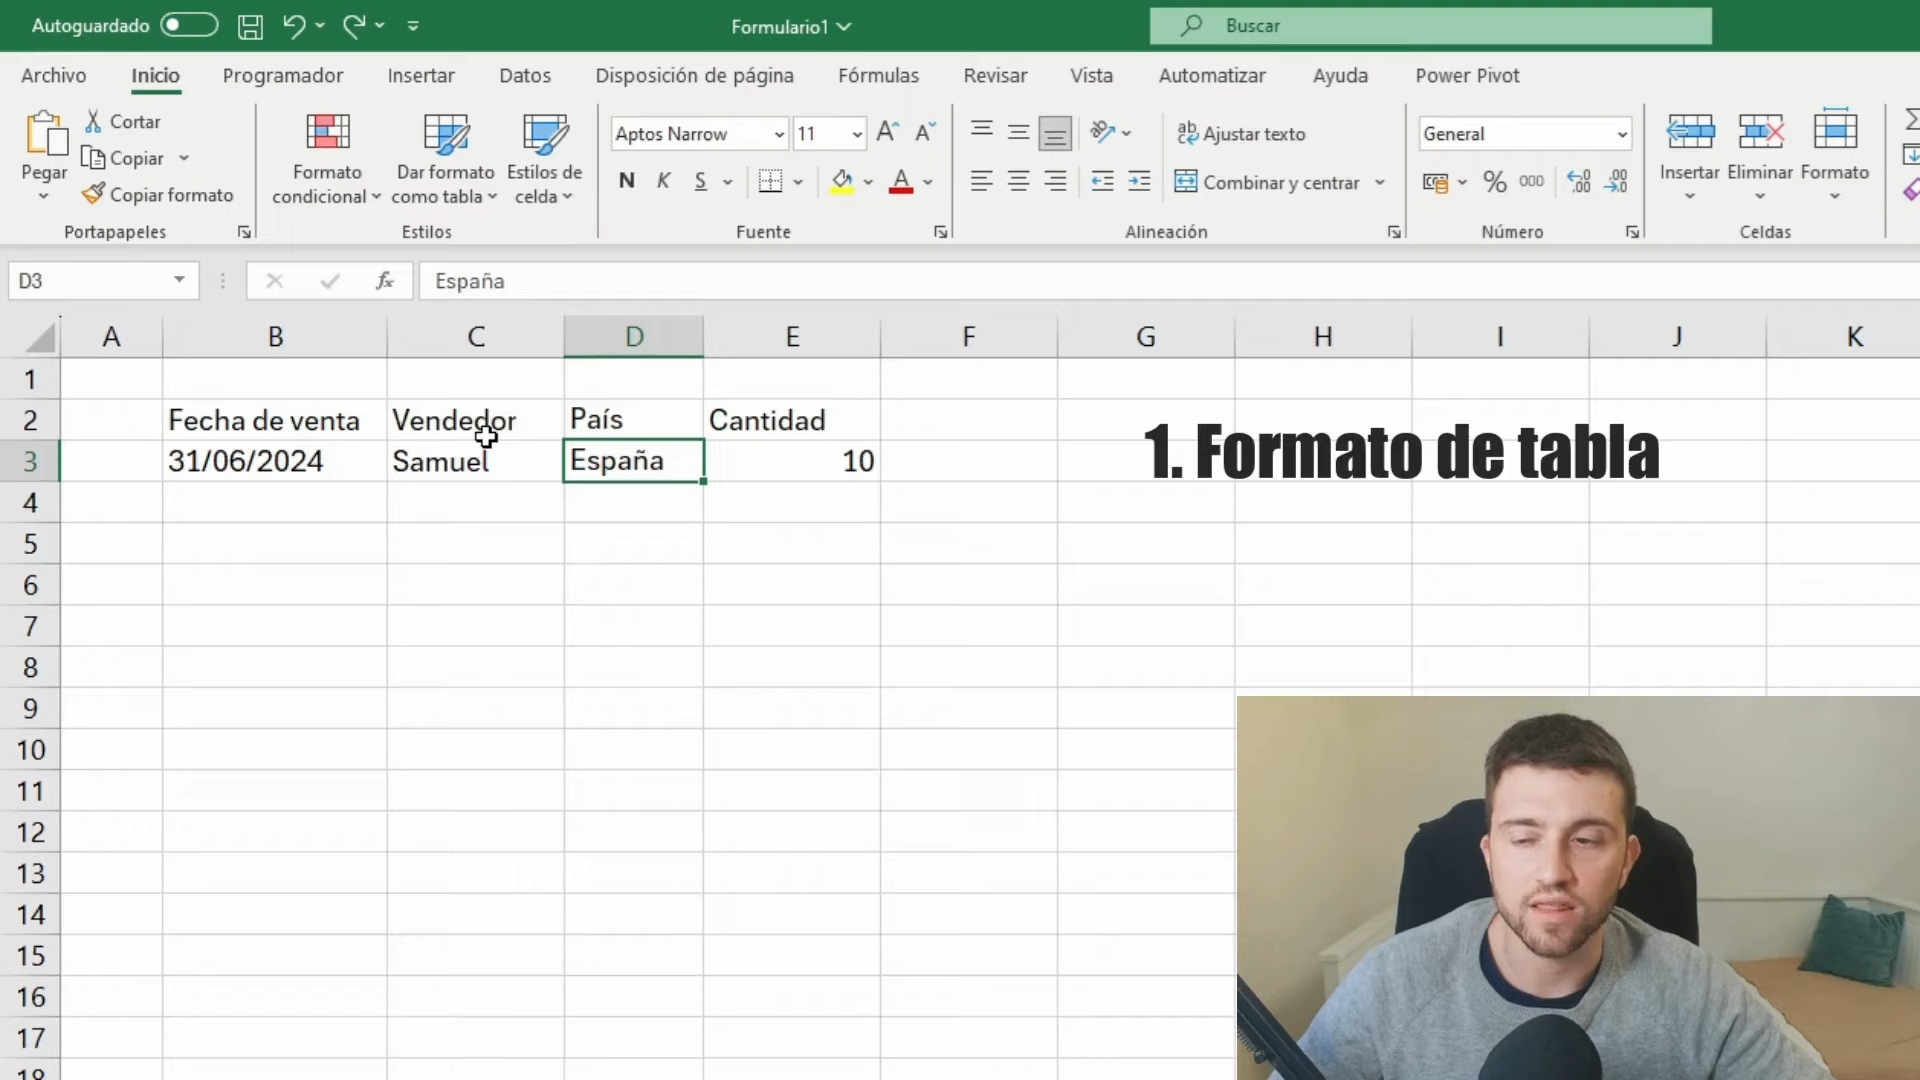 Autoguardado
Formulario1
Buscar
Archivo Inicio Programador Insertar Datos Disposición de página Fórmulas Revisar Vista Automatizar Ayuda Power Pivot
Pegar
Cortar
Copiar
Copiar formato
Portapapeles
Formato condicional
Dar formato como tabla
Estilos de celda
Estilos
Aptos Narrow 11
N K S
Fuente
Ajustar texto
Combinar y centrar
Alineación
General
% 000
Número
Insertar Eliminar Formato
Celdas
D3
fx España
A B C D E F G H I J K
1
2 Fecha de venta Vendedor País Cantidad
3 31/06/2024 Samuel España 10
1. Formato de tabla
4
5
6
7
8
9
10
11
12
13
14
15
16
17
18